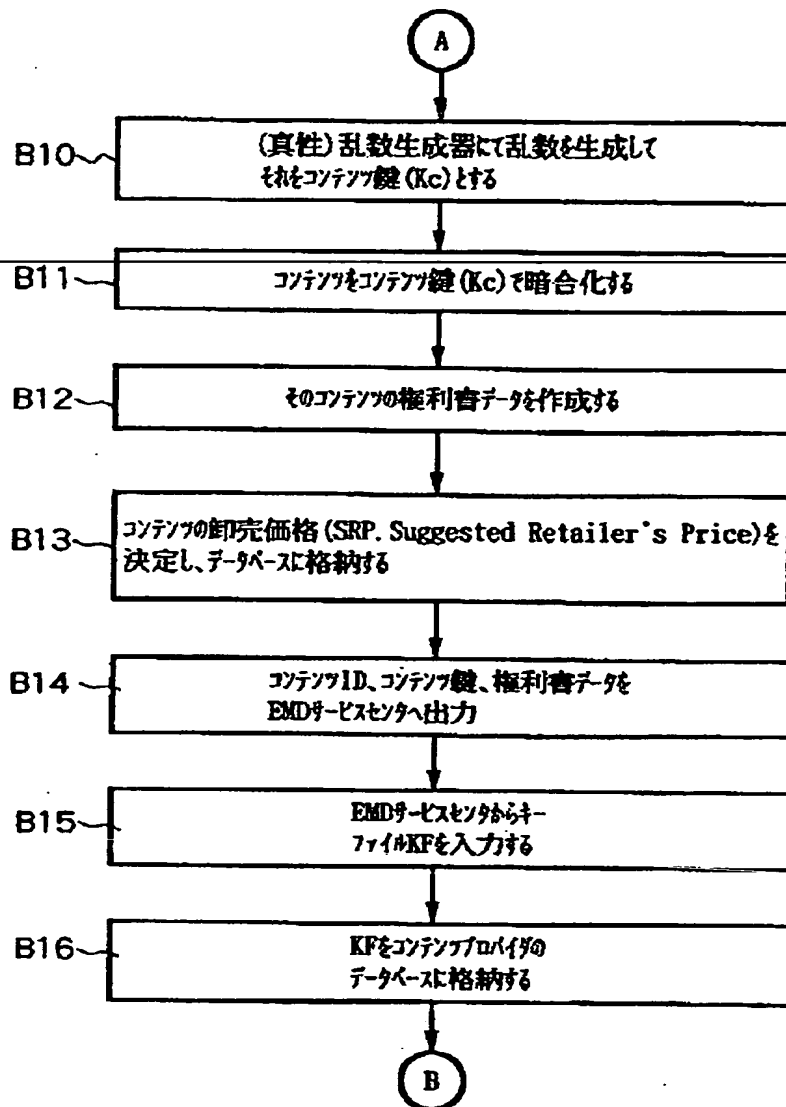 A
B10
(真性)乱数生成器にて乱数を生成して
それをコンテンツ鍵(Kc)とする
B11
コンテンツをコンテンツ鍵(Kc)で暗合化する
B12
そのコンテンツの権利書データを作成する
B13
コンテンツの卸売価格(SRP. Suggested Retailer's Price)を
決定し、データベースに格納する
B14
コンテンツID、コンテンツ鍵、権利書データを
EMDサービスセンタへ出力
B15
EMDサービスセンタからキー
ファイルKFを入力する
B16
KFをコンテンツプロバイダの
データベースに格納する
B